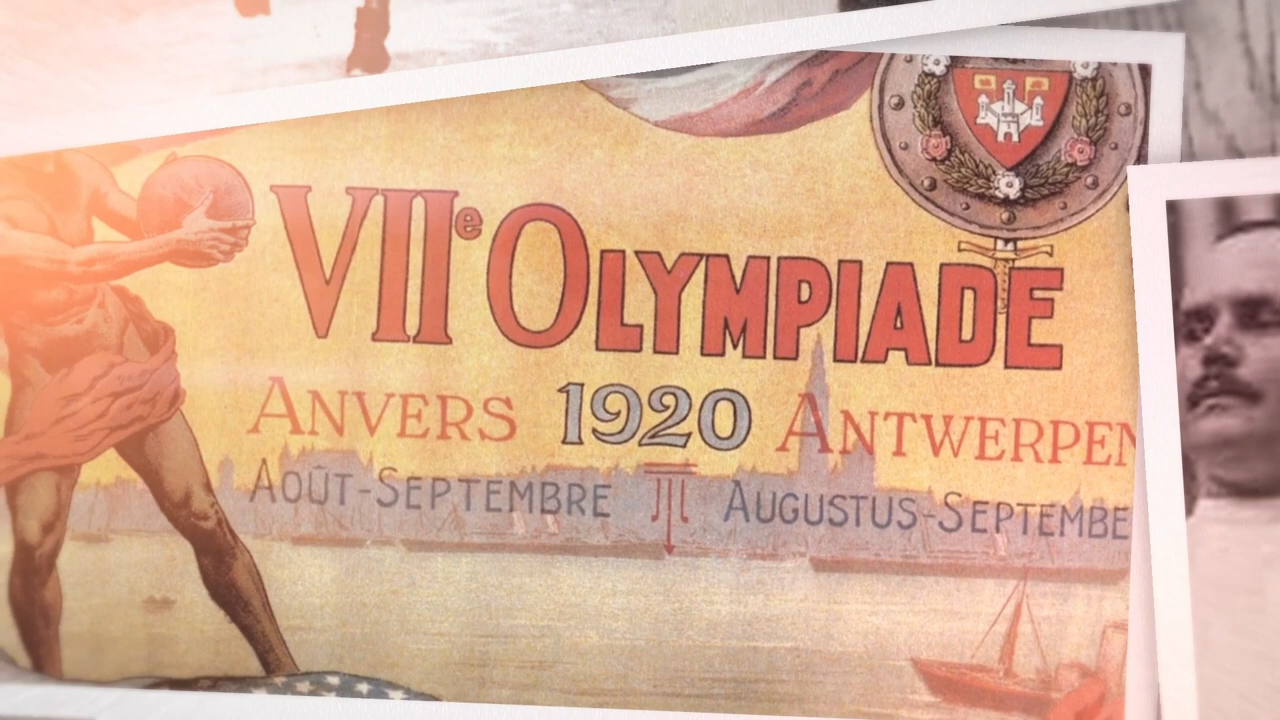 VIIe OLYMPIADE
ANVERS 1920 ANTWERPEN
AOÛT-SEPTEMBRE AUGUSTUS-SEPTEMBE